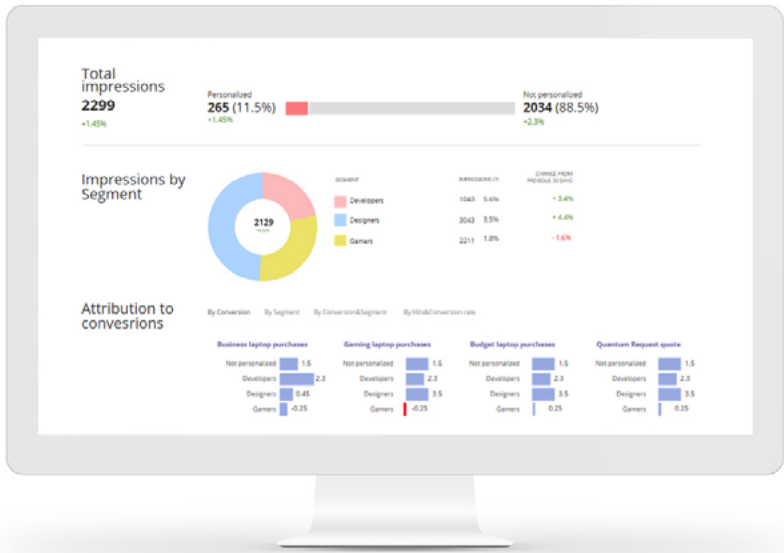 Total
impressions
2299
+1.45%
Personalized
265 (11.5%)
+1.45%
Not personalized
2034 (88.5%)
+2.3%
Impressions by
Segment
2129
SEGMENT
IMPRESSIONS /%
CHANGE FROM
PREVIOUS 30 DAYS
Developers
1043 5.6%
+ 3.4%
Designers
3043 3.5%
+ 4.4%
Gamers
2211 1.8%
- 1.6%
Attribution to
convesrions
By Conversion By Segment By Conversion&Segment By Hits&Conversion rate
Business laptop purchases
Not personalized 1.5
Developers 2.3
Designers 0.45
Gamers -0.25
Gaming laptop purchases
Not personalized 1.5
Developers 2.3
Designers 3.5
Gamers -0.25
Budget laptop purchases
Not personalized 1.5
Developers 2.3
Designers 3.5
Gamers 0.25
Quantum Request quote
Not personalized 1.5
Developers 2.3
Designers 3.5
Gamers 0.25